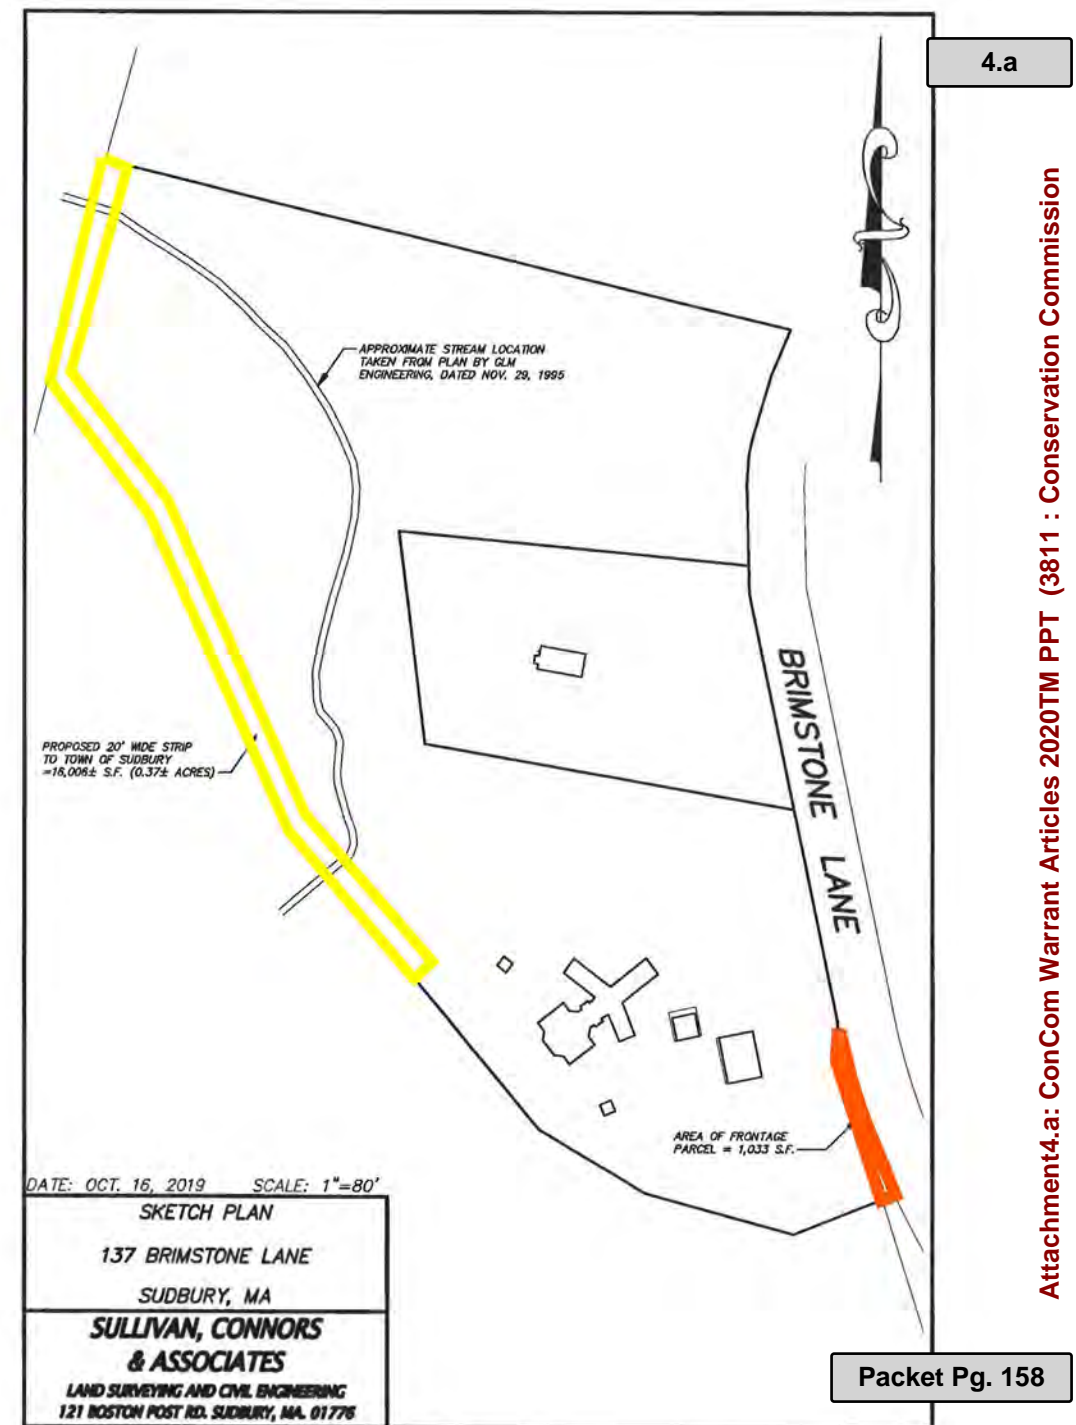 4.a
APPROXIMATE STREAM LOCATION
TAKEN FROM PLAN BY GLM
ENGINEERING, DATED NOV. 29, 1995
BRIMSTONE LANE
PROPOSED 20' WIDE STRIP
TO TOWN OF SUDBURY
=16,006± S.F. (0.37± ACRES)
AREA OF FRONTAGE
PARCEL = 1,033 S.F.
DATE: OCT. 16, 2019 SCALE: 1"=80'
SKETCH PLAN
137 BRIMSTONE LANE
SUDBURY, MA
SULLIVAN, CONNORS
& ASSOCIATES
LAND SURVEYING AND CIVIL ENGINEERING
121 BOSTON POST RD. SUDBURY, MA. 01776
Attachment4.a: ConCom Warrant Articles 2020TM PPT (3811 : Conservation Commission
Packet Pg. 158